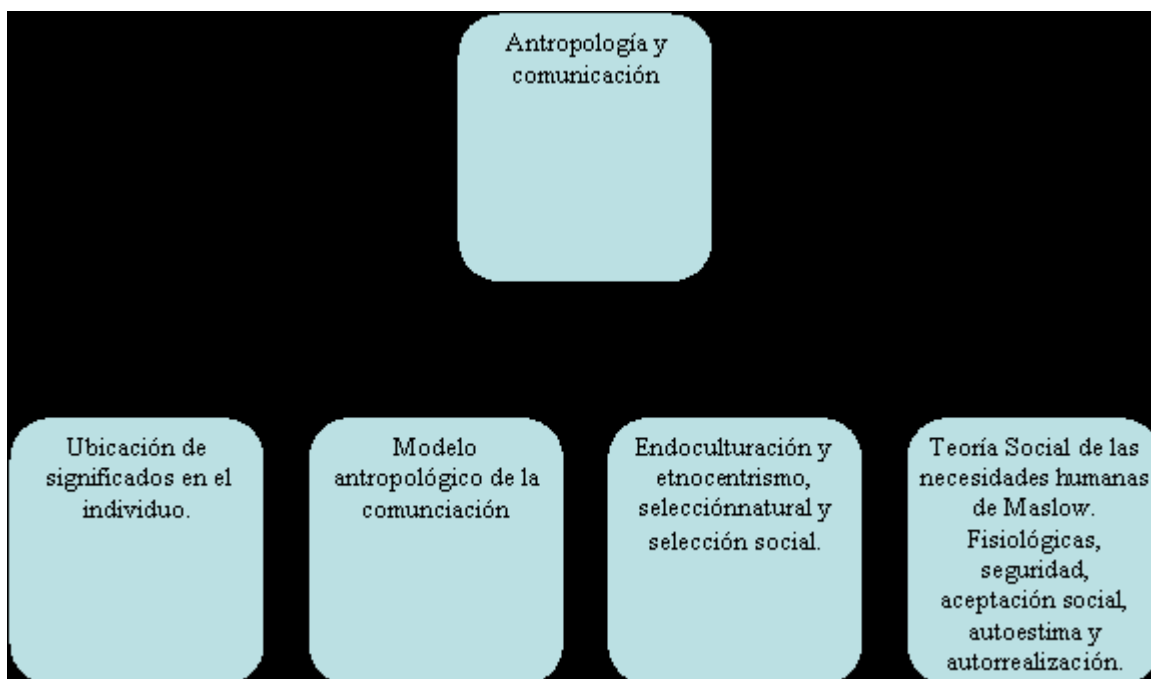 Antropología y
comunicación
Ubicación de
significados en el
individuo.
Modelo
antropológico de la
comunciación
Endoculturación y
etnocentrismo,
selecciónnatural y
selección social.
Teoría Social de las
necesidades humanas
de Maslow.
Fisiológicas,
seguridad,
aceptación social,
autoestima y
autorrealización.